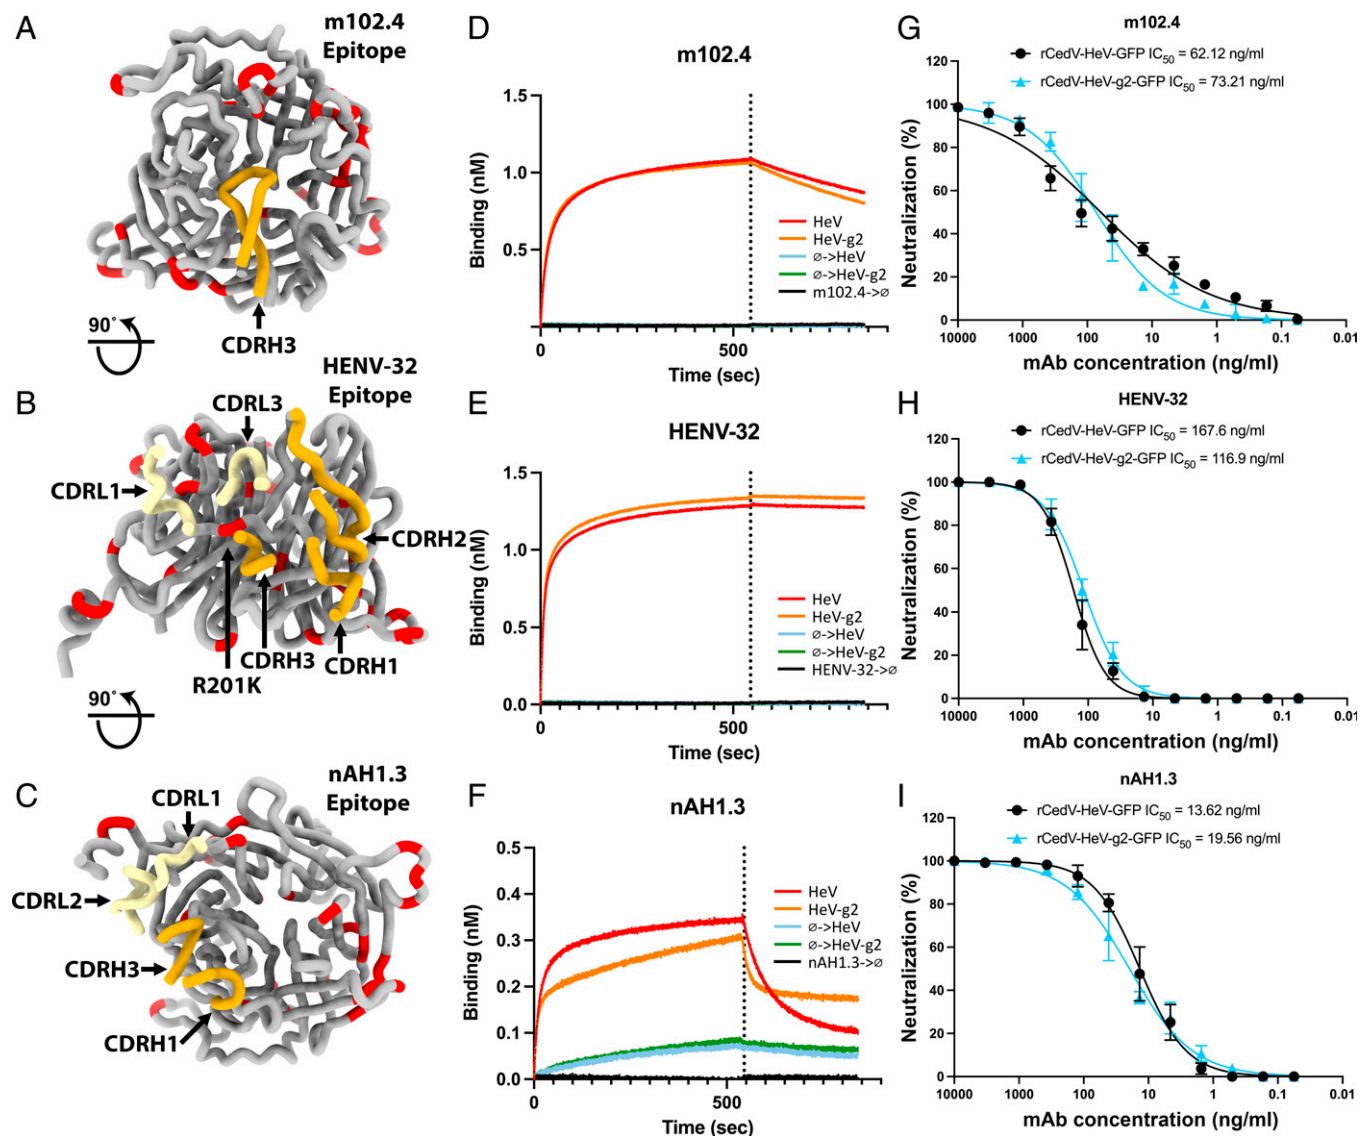 A
m102.4
Epitope
90°
CDRH3
B
HENV-32
Epitope
CDRL3
CDRL1
CDRH2
CDRH3
CDRH1
R201K
90°
C
nAH1.3
Epitope
CDRL1
CDRL2
CDRH3
CDRH1
D
m102.4
Binding (nM)
1.5
1.0
0.5
0 500
Time (sec)
HeV
HeV-g2
ø->HeV
ø->HeV-g2
m102.4->ø
E
HENV-32
Binding (nM)
1.5
1.0
0.5
0.0
0 500
Time (sec)
HeV
HeV-g2
ø->HeV
ø->HeV-g2
HENV-32->ø
F
nAH1.3
Binding (nM)
0.5
0.4
0.3
0.2
0.1
0.0
0 500
Time (sec)
HeV
HeV-g2
ø->HeV
ø->HeV-g2
nAH1.3->ø
G
m102.4
rCedV-HeV-GFP IC50 = 62.12 ng/ml
rCedV-HeV-g2-GFP IC50 = 73.21 ng/ml
Neutralization (%)
120
100
80
60
40
20
0
10000 1000 100 10 1 0.1 0.01
mAb concentration (ng/ml)
H
HENV-32
rCedV-HeV-GFP IC50 = 167.6 ng/ml
rCedV-HeV-g2-GFP IC50 = 116.9 ng/ml
Neutralization (%)
120
100
80
60
40
20
0
10000 1000 100 10 1 0.1 0.01
mAb concentration (ng/ml)
I
nAH1.3
rCedV-HeV-GFP IC50 = 13.62 ng/ml
rCedV-HeV-g2-GFP IC50 = 19.56 ng/ml
Neutralization (%)
120
100
80
60
40
20
0
10000 1000 100 10 1 0.1 0.01
mAb concentration (ng/ml)